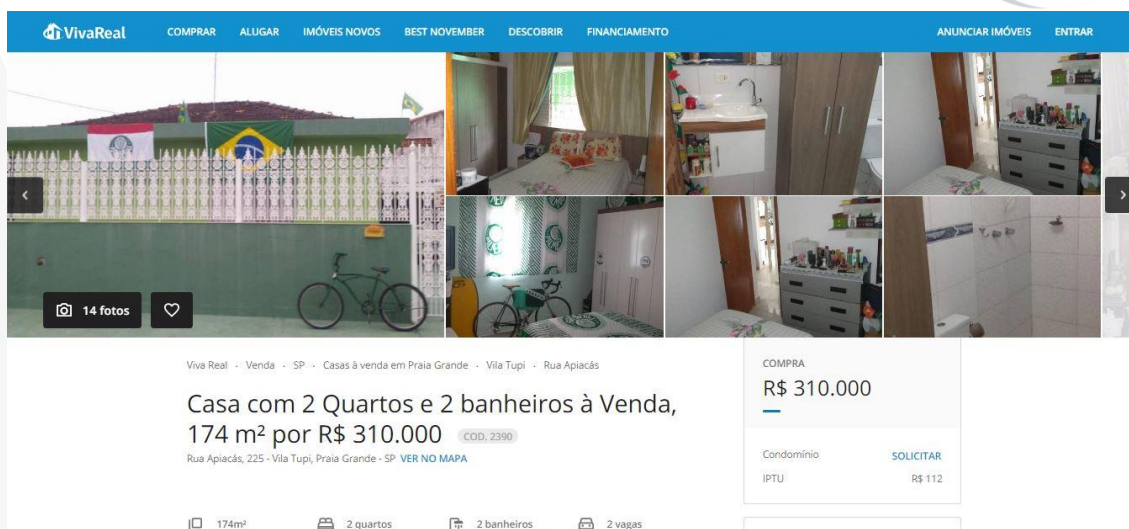 VivaReal COMPRAR ALUGAR IMÓVEIS NOVOS BEST NOVEMBER DESCOBRIR FINANCIAMENTO ANUNCIAR IMÓVEIS ENTRAR
14 fotos
Viva Real · Venda · SP · Casas à venda em Praia Grande · Vila Tupi · Rua Apiacás
Casa com 2 Quartos e 2 banheiros à Venda,
174 m² por R$ 310.000 COD. 2390
Rua Apiacás, 225 - Vila Tupi, Praia Grande - SP VER NO MAPA
174m² 2 quartos 2 banheiros 2 vagas
COMPRA
R$ 310.000
Condomínio SOLICITAR
IPTU R$ 112